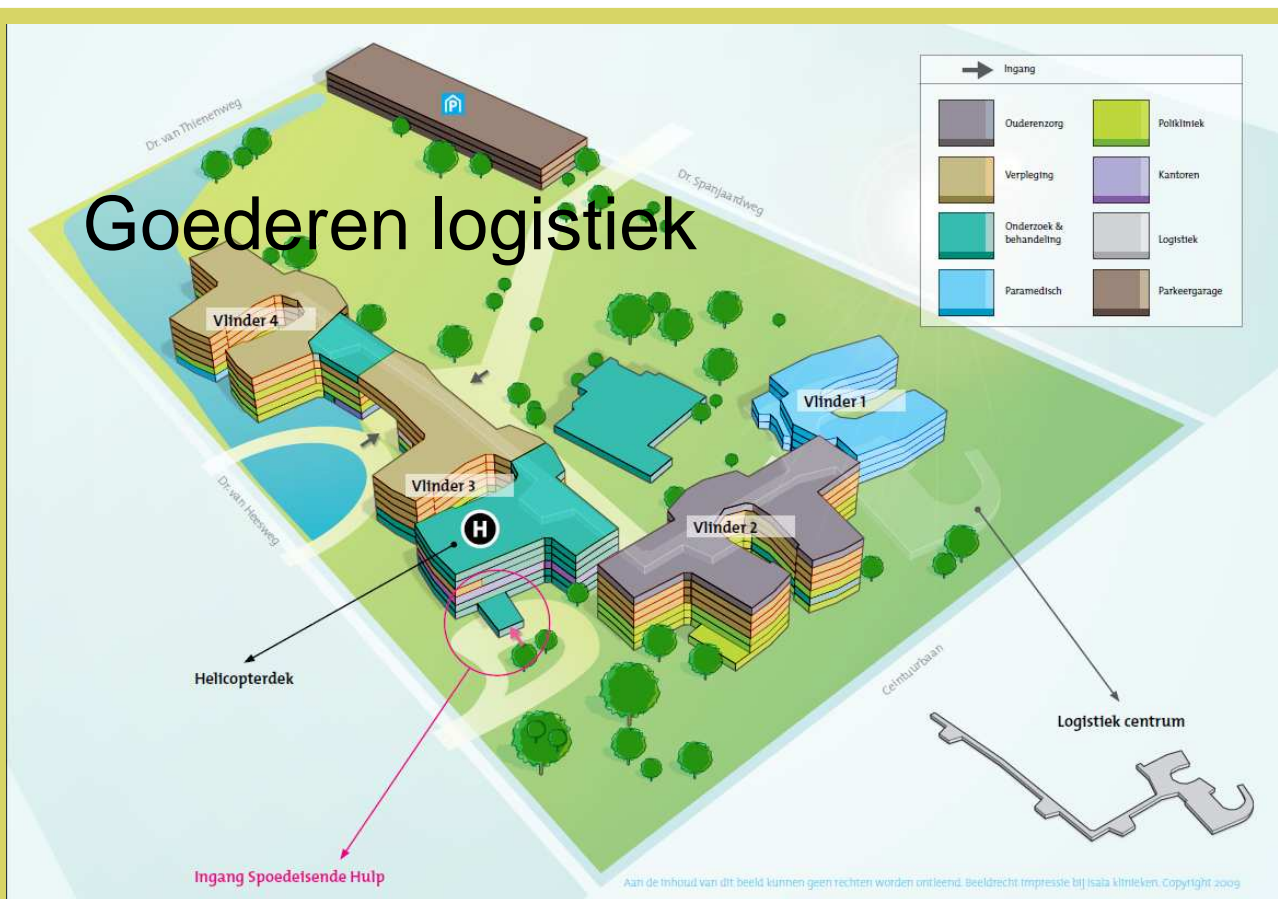 Goederen logistiek
Dr. van Thienenweg
P
Dr. Spanjaardweg
Ingang
Ouderenzorg
Polikliniek
Verpleging
Kantoren
Onderzoek &
behandeling
Logistiek
Paramedisch
Parkeergarage
Vlinder 4
Vlinder 1
Vlinder 3
Vlinder 2
H
Dr. van Heesweg
Ceintuurbaan
Helicopterdek
Logistiek centrum
Ingang Spoedeisende Hulp
Aan de inhoud van dit beeld kunnen geen rechten worden ontleend. Beeldrecht impressie bij Isala klinieken. Copyright 2009